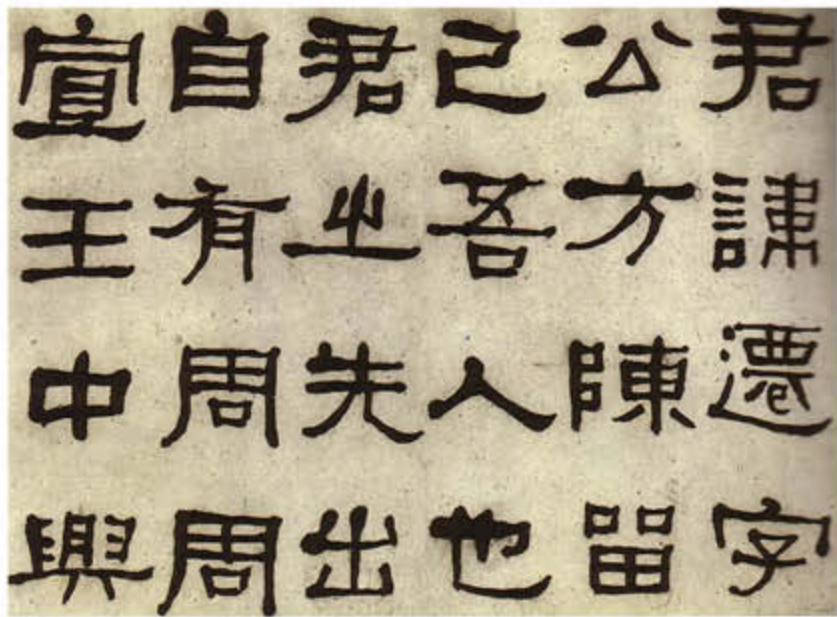 君諱遷字
公方陳留
己吾人也
君之先出
自有周周
宣王中興